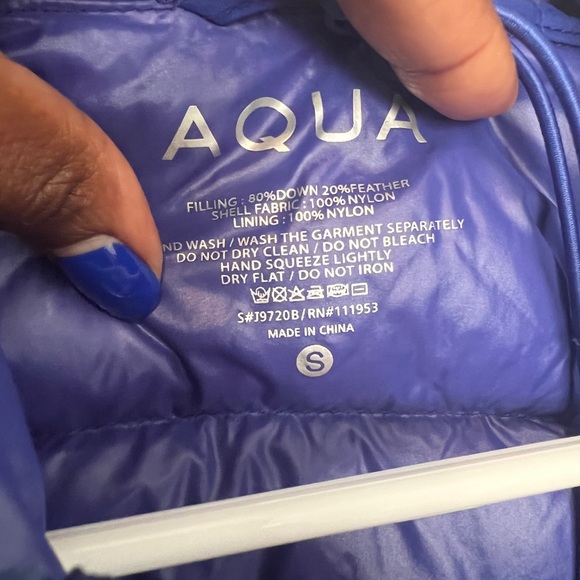 AQUA
FILLING : 80%DOWN 20%FEATHER
SHELL FABRIC : 100%NYLON
LINING : 100%NYLON
ND WASH / WASH THE GARMENT SEPARATELY
DO NOT DRY CLEAN / DO NOT BLEACH
HAND SQUEEZE LIGHTLY
DRY FLAT / DO NOT IRON
S#J9720B/RN#111953
MADE IN CHINA
S